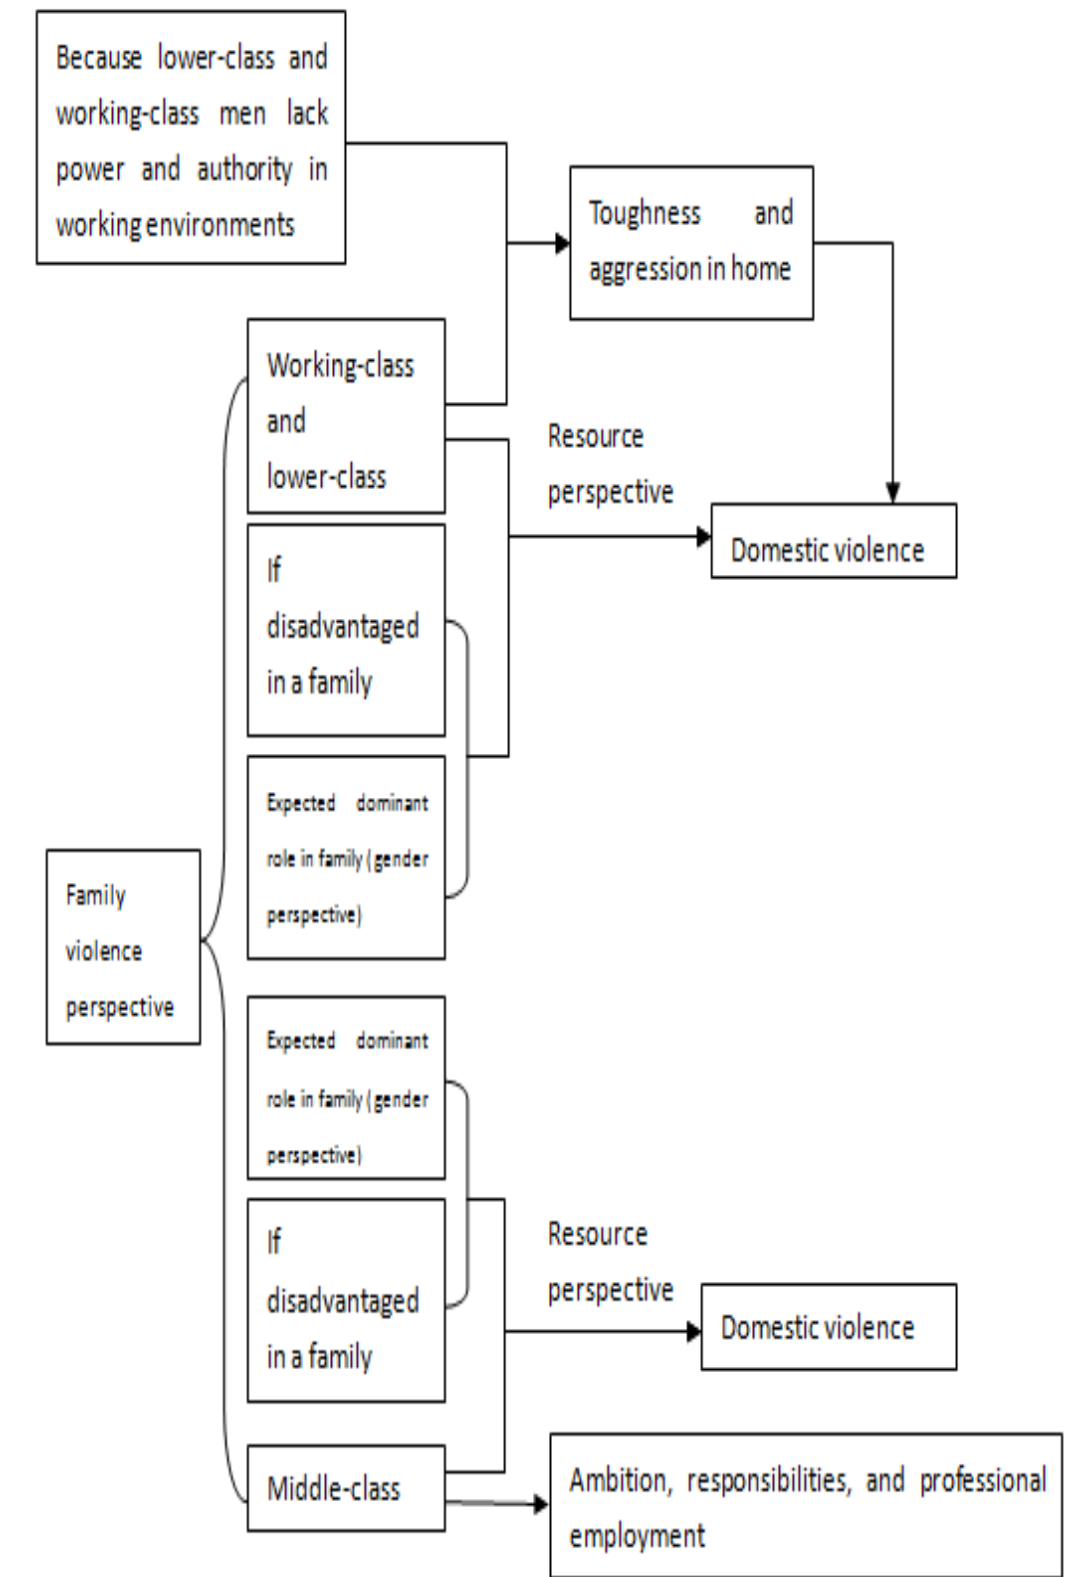 Because lower-class and
working-class men lack
power and authority in
working environments
Toughness and
aggression in home
Working-class
and
lower-class
Resource
perspective
Domestic violence
If
disadvantaged
in a family
Expected dominant
role in family (gender
perspective)
Family
violence
perspective
Expected dominant
role in family (gender
perspective)
If
disadvantaged
in a family
Resource
perspective
Domestic violence
Middle-class
Ambition, responsibilities, and professional
employment